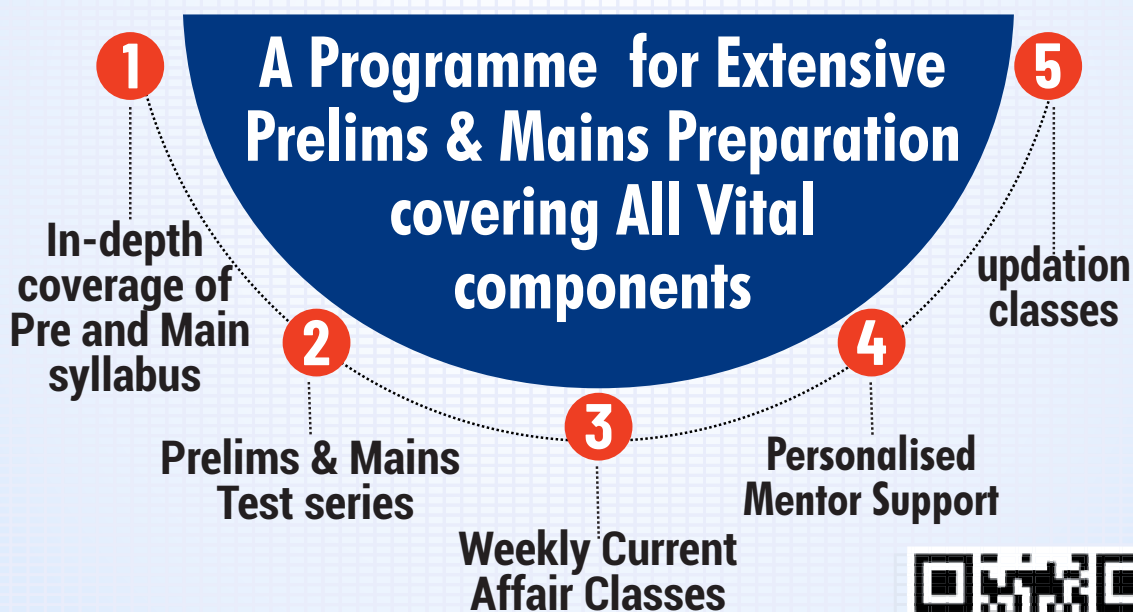 A Programme for Extensive
Prelims & Mains Preparation
covering All Vital
components
1
In-depth
coverage of
Pre and Main
syllabus
2
Prelims & Mains
Test series
3
Weekly Current
Affair Classes
4
Personalised
Mentor Support
5
updation
classes